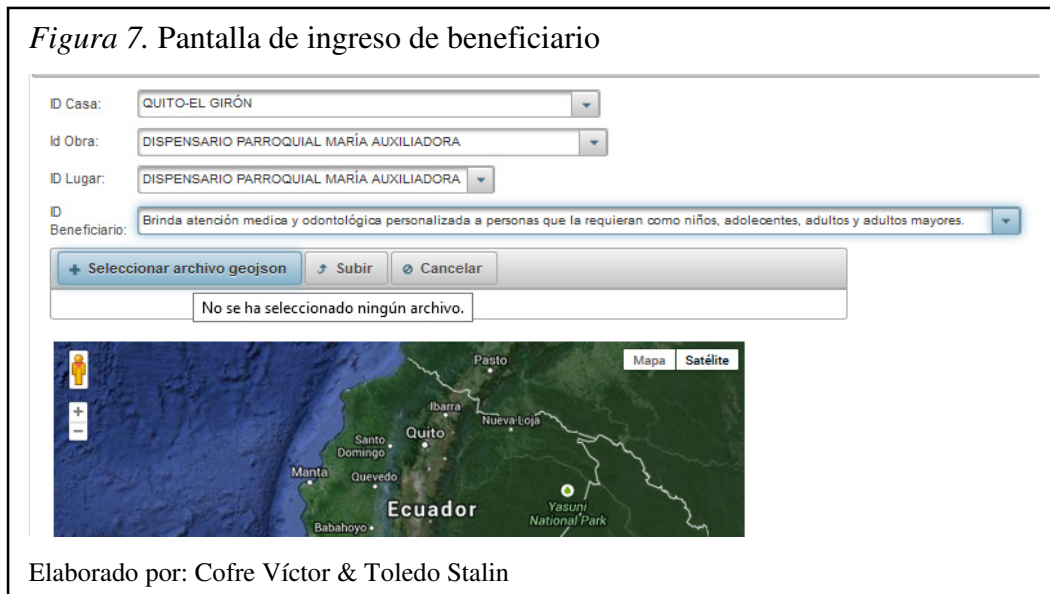 Figura 7. Pantalla de ingreso de beneficiario
ID Casa: QUITO-EL GIRÓN
Id Obra: DISPENSARIO PARROQUIAL MARÍA AUXILIADORA
ID Lugar: DISPENSARIO PARROQUIAL MARÍA AUXILIADORA
ID
Beneficiario: Brinda atención medica y odontológica personalizada a personas que la requieran como niños, adolecentes, adultos y adultos mayores.
Seleccionar archivo geojson Subir Cancelar
No se ha seleccionado ningún archivo.
Mapa Satélite
Pasto
Ibarra
Nueva Loja
Quito
Santo
Domingo
Manta
Quevedo
Ecuador
Yasuni
National Park
Babahoyo
Elaborado por: Cofre Víctor & Toledo Stalin